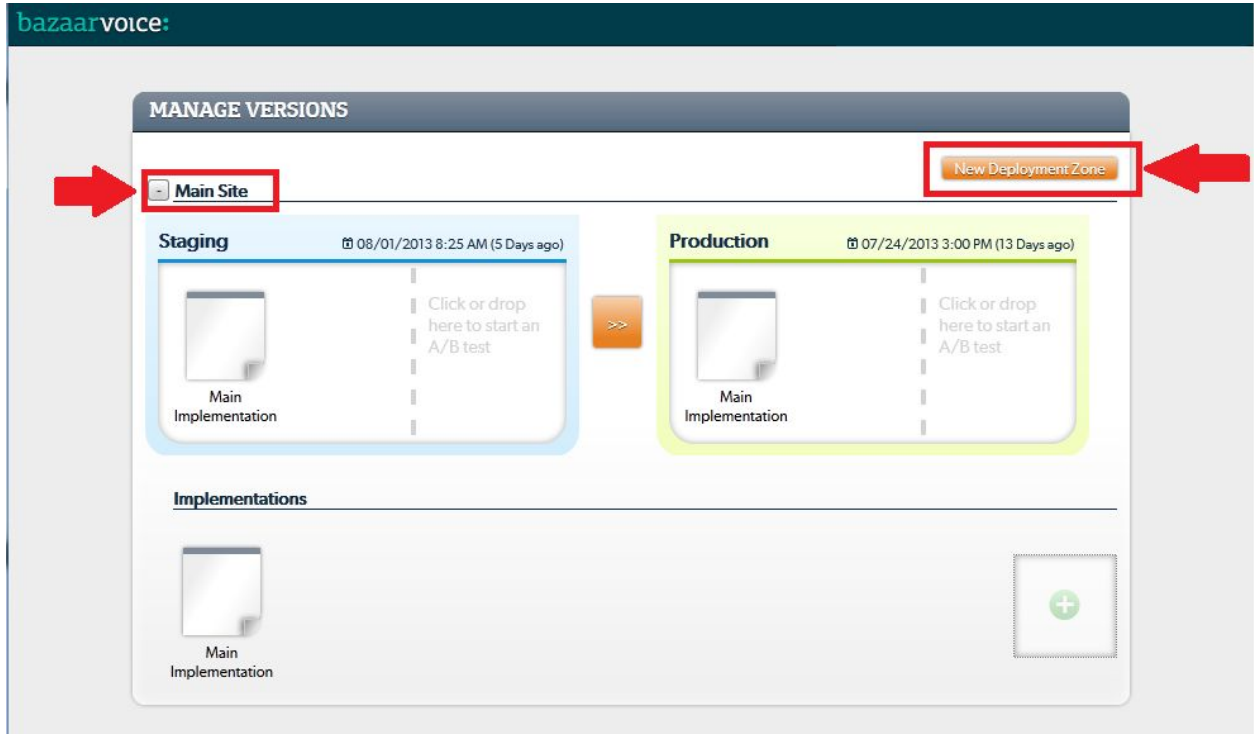 bazaarvoice:
MANAGE VERSIONS
New Deployment Zone
- Main Site
Staging 08/01/2013 8:25 AM (5 Days ago)
Click or drop
here to start an
A/B test
Main
Implementation
>>
Production 07/24/2013 3:00 PM (13 Days ago)
Click or drop
here to start an
A/B test
Main
Implementation
Implementations
Main
Implementation